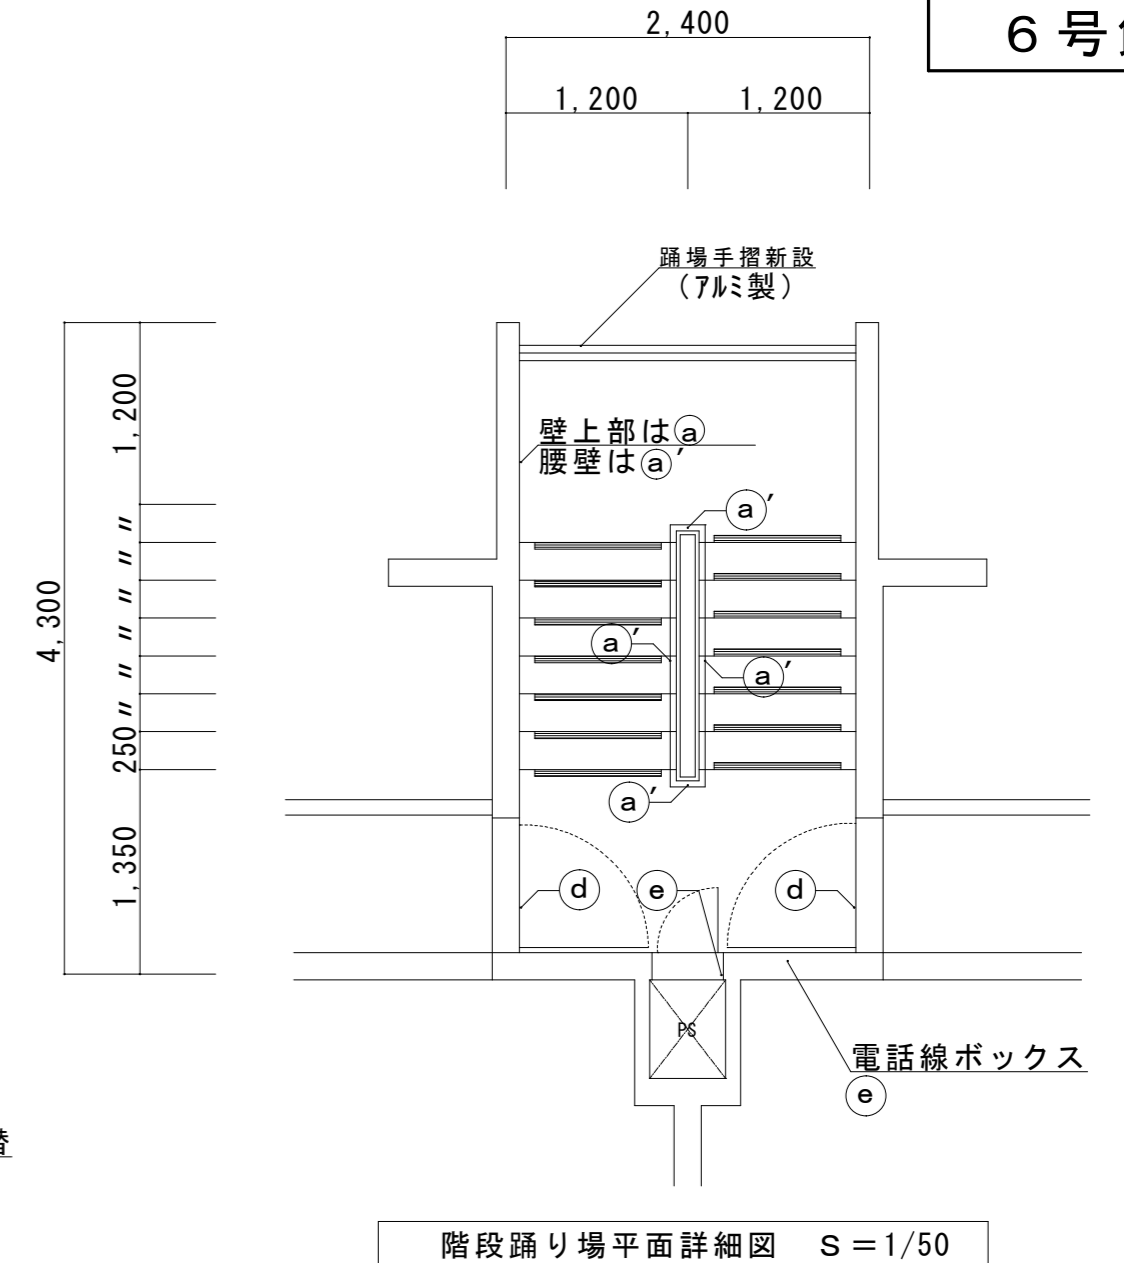 2,400
６号
1,200
1,200
踊場手摺新設
（ｱﾙﾐ製）
4,300
1,200
〃
〃
〃
〃
〃
〃
250
1,350
壁上部はⓐ
腰壁はⓐ′
ⓐ′
ⓐ′
ⓐ′
ⓐ′
ⓓ
ⓔ
ⓓ
PS
電話線ボックス
ⓔ
替
階段踊り場平面詳細図　Ｓ＝1/50